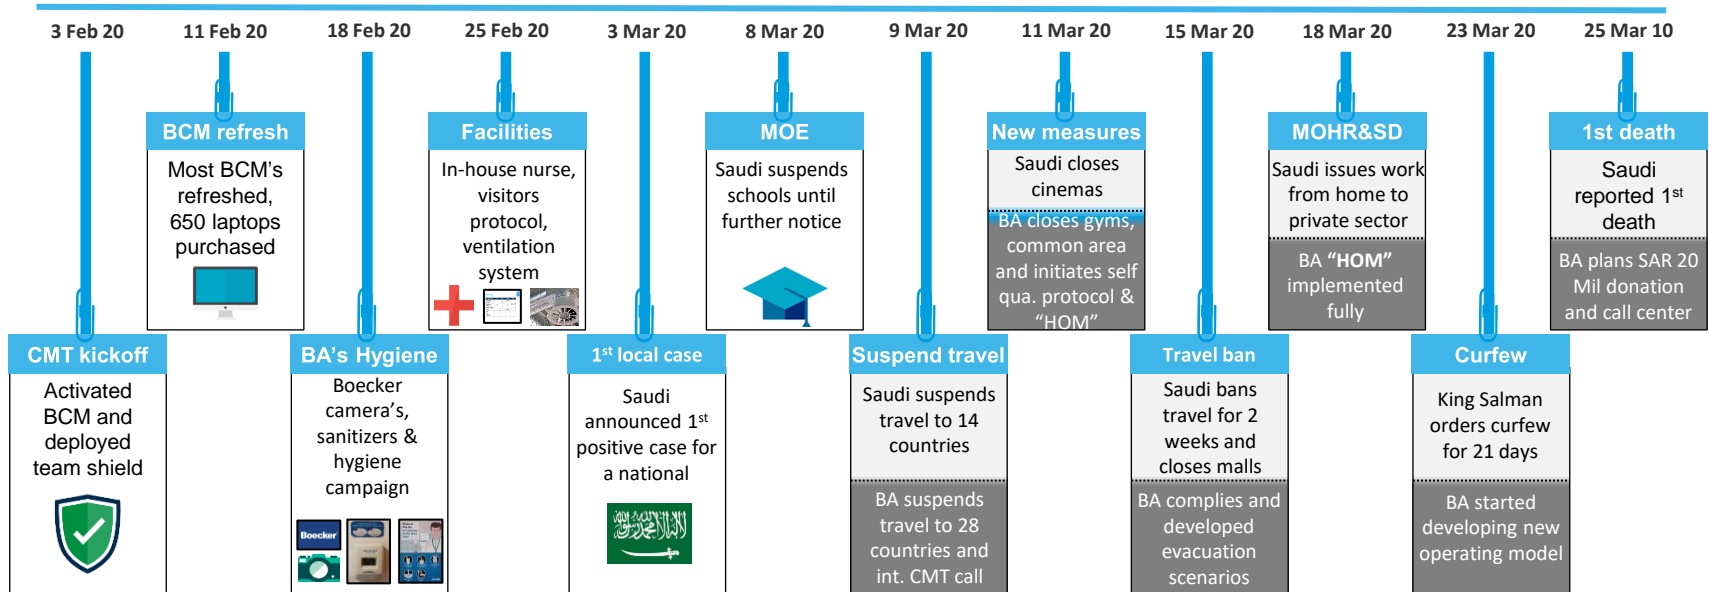 3 Feb 20
11 Feb 20
18 Feb 20
25 Feb 20
3 Mar 20
8 Mar 20
9 Mar 20
11 Mar 20
15 Mar 20
18 Mar 20
23 Mar 20
25 Mar 10
BCM refresh
Most BCM's
refreshed,
650 laptops
purchased
Facilities
In-house nurse,
visitors
protocol,
ventilation
system
MOE
Saudi suspends
schools until
further notice
New measures
Saudi closes
cinemas
BA closes gyms,
common area
and initiates self
qua. protocol &
“HOM”
MOHR&SD
Saudi issues work
from home to
private sector
BA “HOM”
implemented
fully
1st death
Saudi
reported 1st
death
BA plans SAR 20
Mil donation
and call center
CMT kickoff
Activated
BCM and
deployed
team shield
BA's Hygiene
Boecker
camera's,
sanitizers &
hygiene
campaign
Boecker
1st local case
Saudi
announced 1st
positive case for
a national
لا إله إلا الله محمد رسول الله
Suspend travel
Saudi suspends
travel to 14
countries
BA suspends
travel to 28
countries and
int. CMT call
Travel ban
Saudi bans
travel for 2
weeks and
closes malls
BA complies and
developed
evacuation
scenarios
Curfew
King Salman
orders curfew
for 21 days
BA started
developing new
operating model